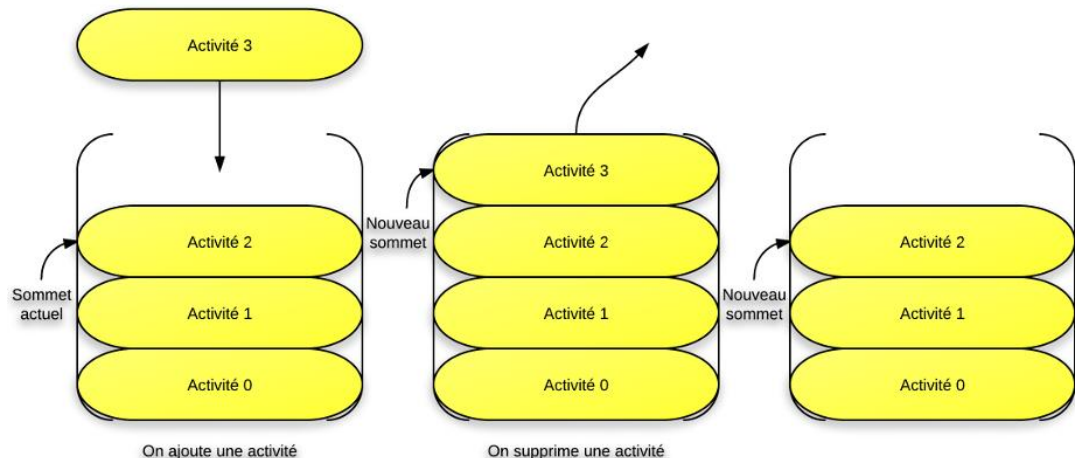 Activité 3
Activité 2
Activité 1
Activité 0
Sommet
actuel
On ajoute une activité
Activité 3
Activité 2
Activité 1
Activité 0
Nouveau
sommet
On supprime une activité
Activité 2
Activité 1
Activité 0
Nouveau
sommet